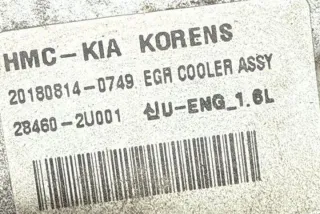 HMC-KIA KORENS
20180814-0749 EGR COOLER ASSY
28460-2U001 신U-ENG_1.6L